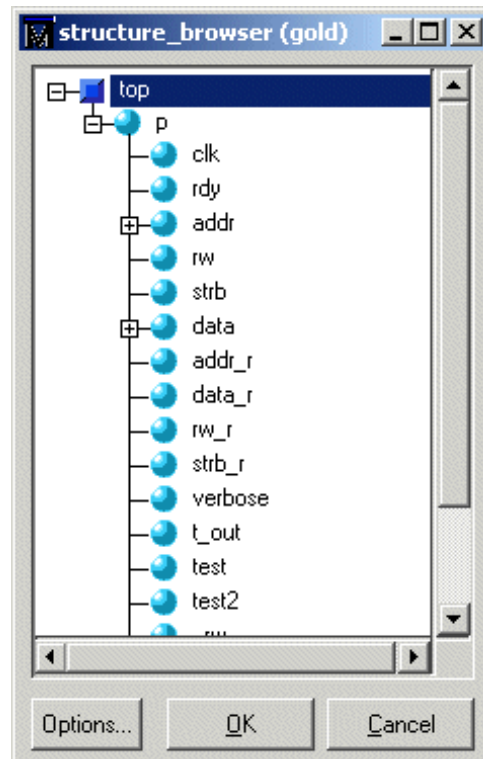 structure_browser (gold)
top
p
clk
rdy
addr
rw
strb
data
addr_r
data_r
rw_r
strb_r
verbose
t_out
test
test2
Options...
OK
Cancel